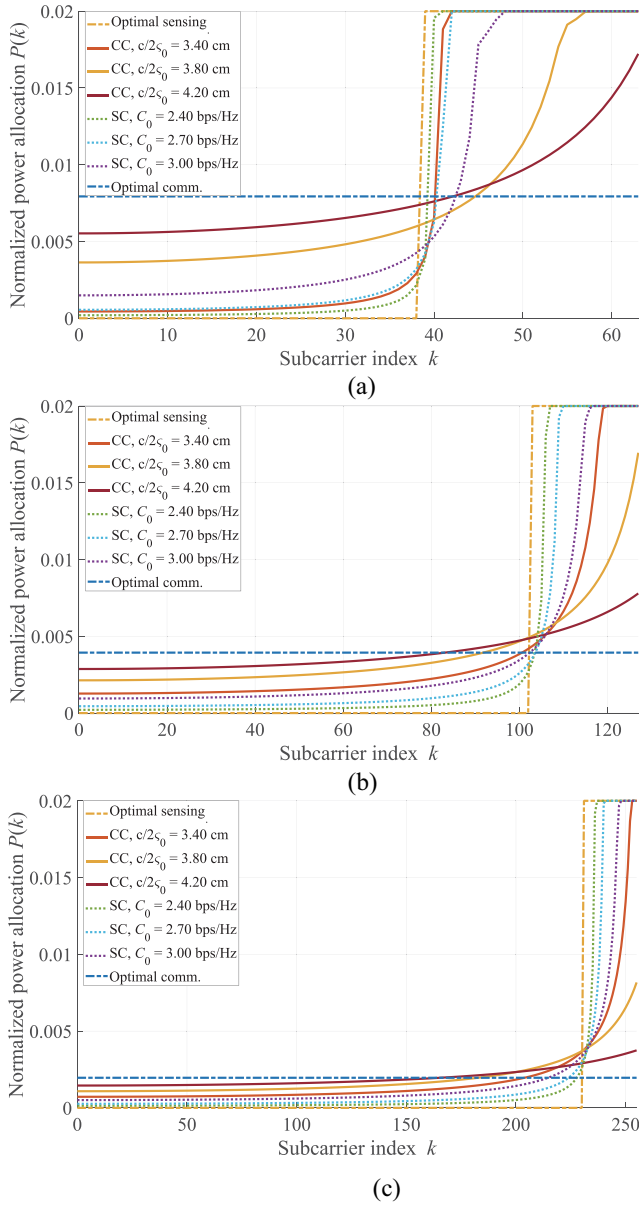 Normalized power allocation P(k)
0.02
0.015
0.01
0.005
0
Optimal sensing
CC, c/2ς0 = 3.40 cm
CC, c/2ς0 = 3.80 cm
CC, c/2ς0 = 4.20 cm
SC, C0 = 2.40 bps/Hz
SC, C0 = 2.70 bps/Hz
SC, C0 = 3.00 bps/Hz
Optimal comm.
0 10 20 30 40 50 60
Subcarrier index k
(a)
Normalized power allocation P(k)
0.02
0.015
0.01
0.005
0
Optimal sensing
CC, c/2ς0 = 3.40 cm
CC, c/2ς0 = 3.80 cm
CC, c/2ς0 = 4.20 cm
SC, C0 = 2.40 bps/Hz
SC, C0 = 2.70 bps/Hz
SC, C0 = 3.00 bps/Hz
Optimal comm.
0 20 40 60 80 100 120
Subcarrier index k
(b)
Normalized power allocation P(k)
0.02
0.015
0.01
0.005
0
Optimal sensing
CC, c/2ς0 = 3.40 cm
CC, c/2ς0 = 3.80 cm
CC, c/2ς0 = 4.20 cm
SC, C0 = 2.40 bps/Hz
SC, C0 = 2.70 bps/Hz
SC, C0 = 3.00 bps/Hz
Optimal comm.
0 50 100 150 200 250
Subcarrier index k
(c)